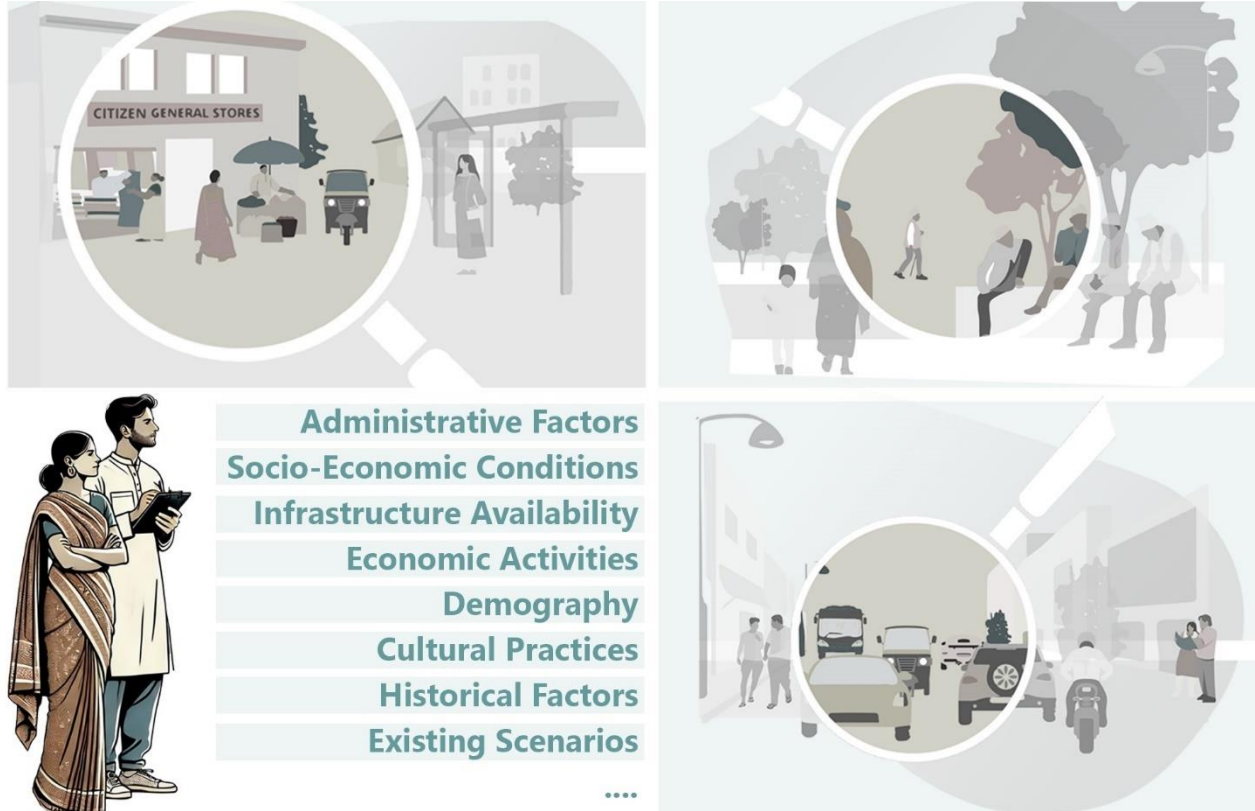 CITIZEN GENERAL STORES
Administrative Factors
Socio-Economic Conditions
Infrastructure Availability
Economic Activities
Demography
Cultural Practices
Historical Factors
Existing Scenarios
....